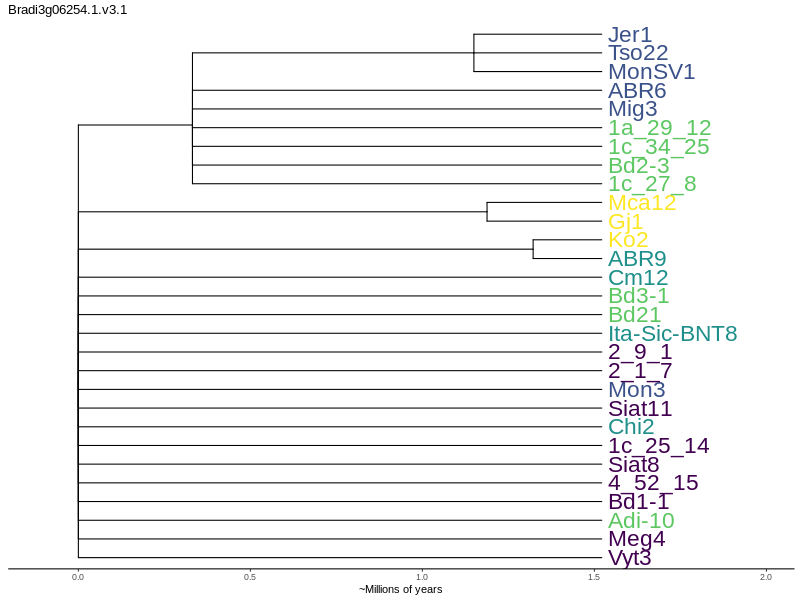 Bradi3g06254.1.v3.1
Jer1
Tso22
MonSV1
ABR6
Mig3
1a_29_12
1c_34_25
Bd2-3
1c_27_8
Mca12
Gj1
Ko2
ABR9
Cm12
Bd3-1
Bd21
Ita-Sic-BNT8
2_9_1
2_1_7
Mon3
Siat11
Chi2
1c_25_14
Siat8
4_52_15
Bd1-1
Adi-10
Meg4
Vyt3
0.0 0.5 1.0 1.5 2.0
~Millions of years